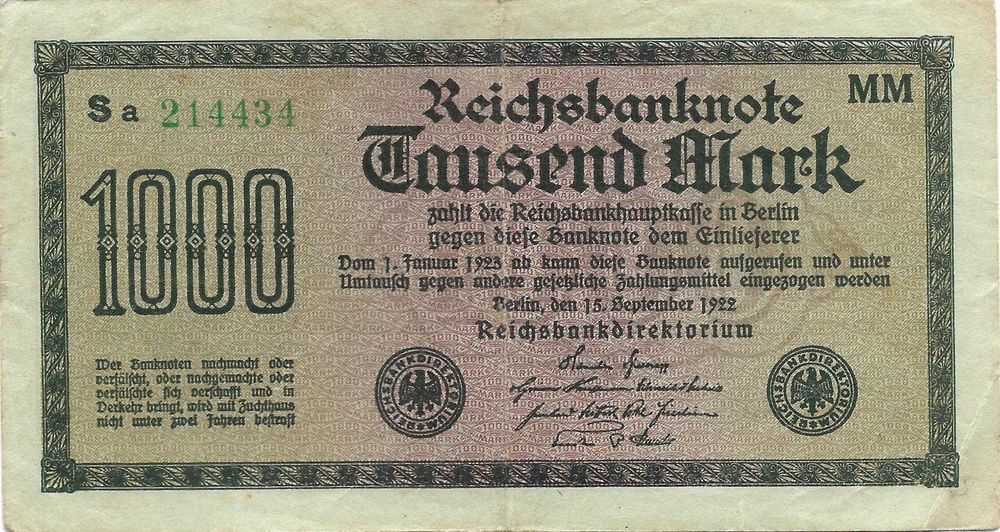 Sa 214434
MM
Reichsbanknote
Tausend Mark
1000
zahlt die Reichsbankhauptkasse in Berlin
gegen diese Banknote dem Einlieferer
Vom 1. Januar 1923 ab kann diese Banknote aufgerufen und unter
Umtausch gegen andere gesetzliche Zahlungsmittel eingezogen werden
Berlin, den 15. September 1922
Reichsbankdirektorium
Wer Banknoten nachmacht oder
verfälscht, oder nachgemachte oder
verfälschte sich verschafft und in
Verkehr bringt, wird mit Zuchthaus
nicht unter zwei Jahren bestraft
REICHSBANKDIREKTORIUM
REICHSBANKDIREKTORIUM